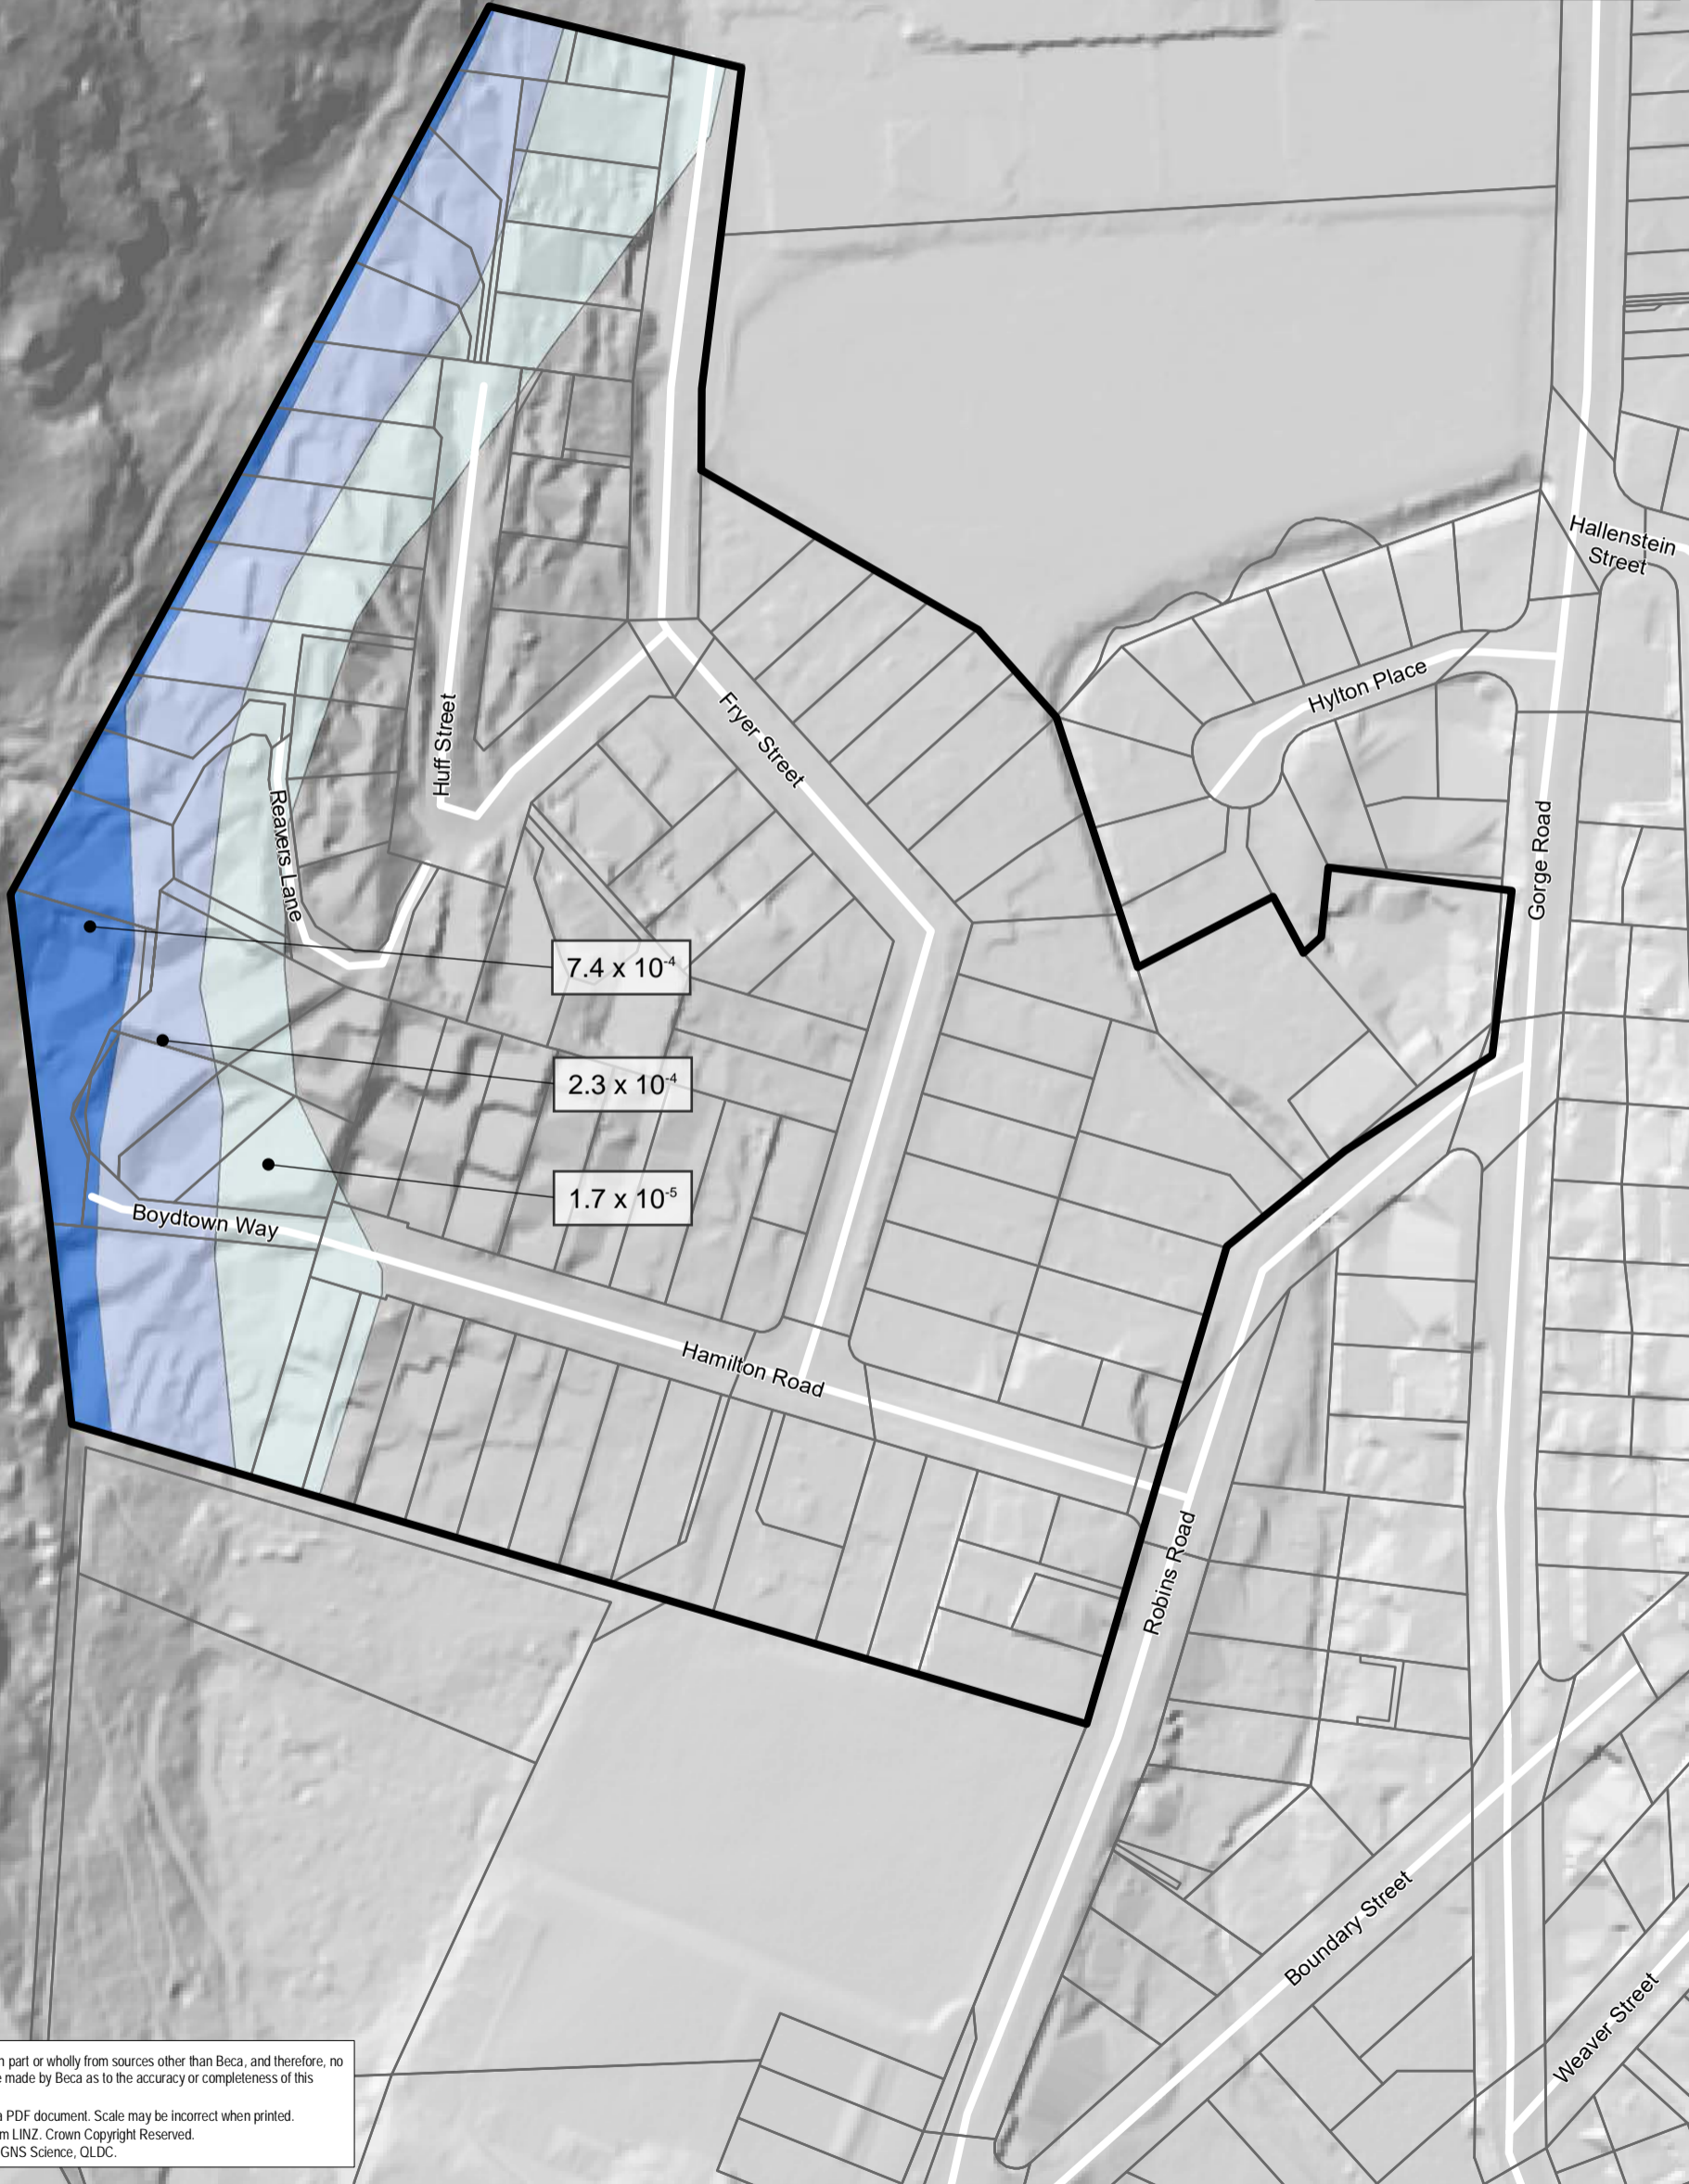 Hallenstein
Street
Hylton Place
Fryer Street
Huff Street
Reavers Lane
Gorge Road
7.4 x 10⁻⁴
2.3 x 10⁻⁴
1.7 x 10⁻⁵
Boydtown Way
Hamilton Road
Robins Road
Boundary Street
Weaver Street
part or wholly from sources other than Beca, and therefore, no
made by Beca as to the accuracy or completeness of this
a PDF document. Scale may be incorrect when printed.
LINZ. Crown Copyright Reserved.
GNS Science, QLDC.